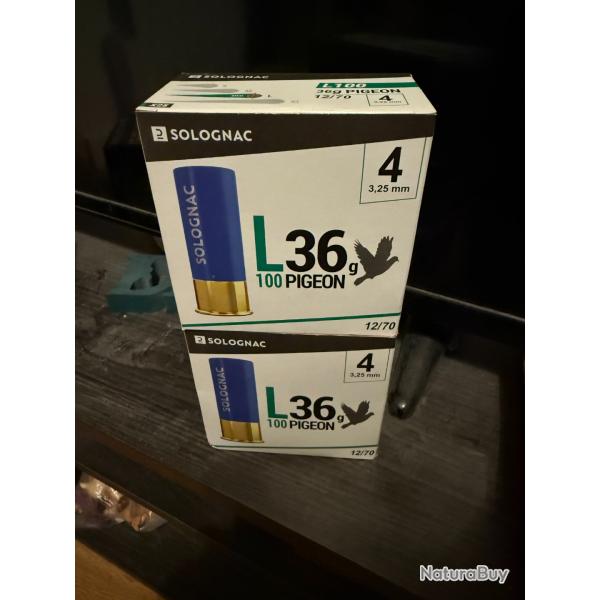 SOLOGNAC
L100
36g PIGEON
12/70
4
3,25 mm
SOLOGNAC
4
3,25 mm
SOLOGNAC
L36g
100 PIGEON
12/70
SOLOGNAC
4
3,25 mm
SOLOGNAC
L36g
100 PIGEON
12/70
NaturaBuy